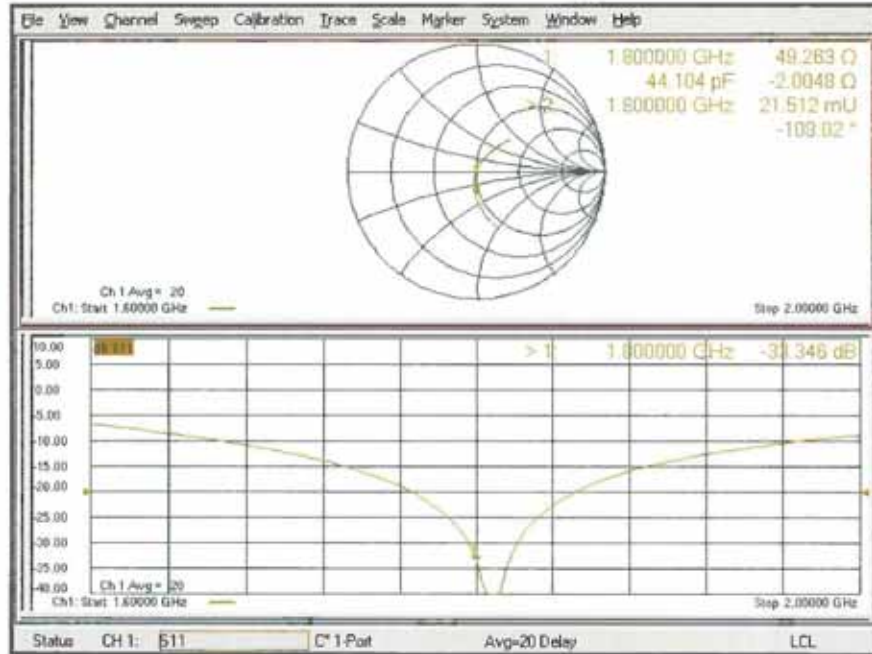 File View Channel Sweep Calibration Trace Scale Marker System Window Help
1: 1.800000 GHz 49.263 Ω
44.104 pF -2.0048 Ω
> 2: 1.800000 GHz 21.512 mU
-109.02 °
Ch 1 Avg = 20
Ch1: Start 1.60000 GHz
Stop 2.00000 GHz
10.00
> 1: 1.800000 GHz -33.346 dB
5.00
0.00
-5.00
-10.00
-15.00
-20.00
-25.00
-30.00
-35.00
-40.00
Ch 1 Avg = 20
Ch1: Start 1.60000 GHz
Stop 2.00000 GHz
Status CH 1: S11 C* 1-Port Avg=20 Delay LCL